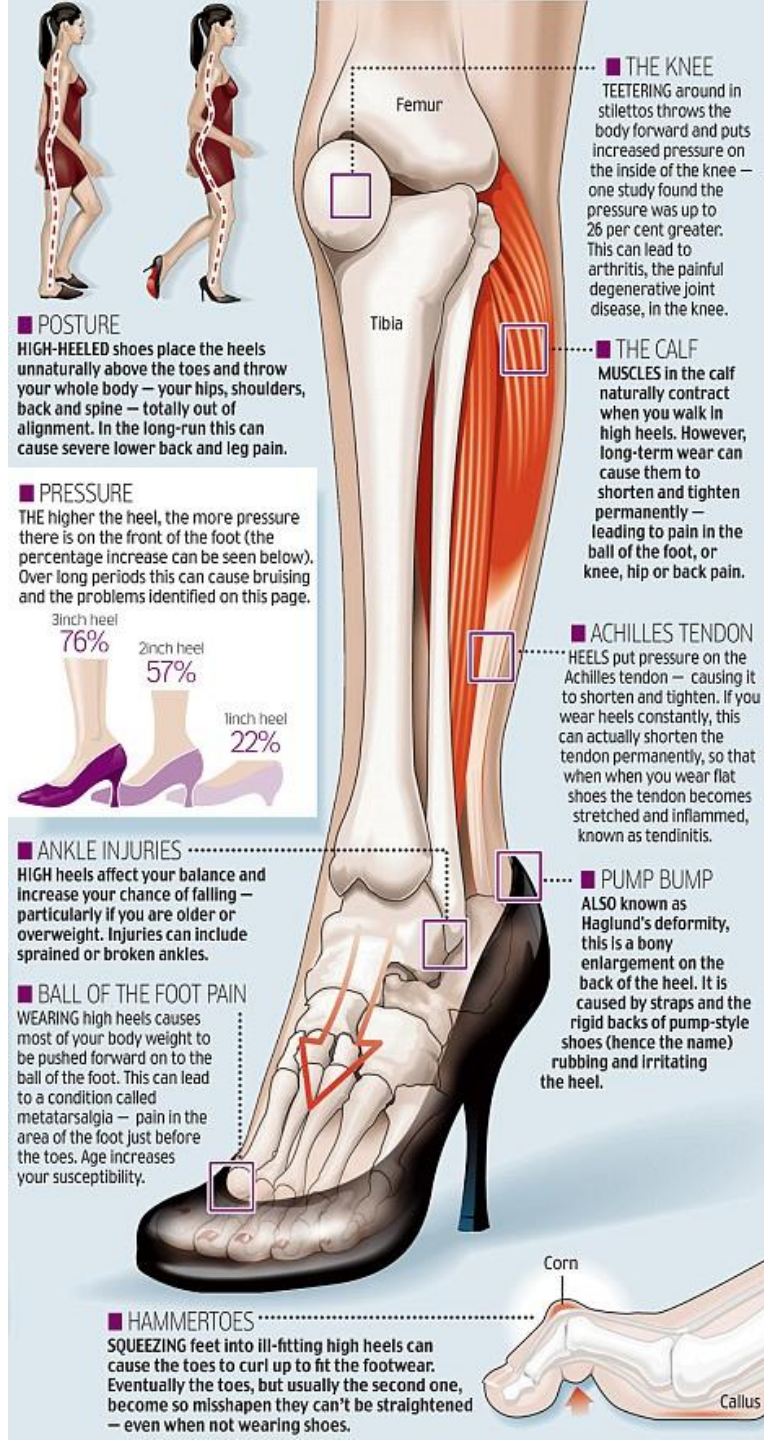 Femur
Tibia
■ THE KNEE
TEETERING around in
stilettos throws the
body forward and puts
increased pressure on
the inside of the knee —
one study found the
pressure was up to
26 per cent greater.
This can lead to
arthritis, the painful
degenerative joint
disease, in the knee.
■ POSTURE
HIGH-HEELED shoes place the heels
unnaturally above the toes and throw
your whole body — your hips, shoulders,
back and spine — totally out of
alignment. In the long-run this can
cause severe lower back and leg pain.
■ THE CALF
MUSCLES in the calf
naturally contract
when you walk in
high heels. However,
long-term wear can
cause them to
shorten and tighten
permanently —
leading to pain in the
ball of the foot, or
knee, hip or back pain.
■ PRESSURE
THE higher the heel, the more pressure
there is on the front of the foot (the
percentage increase can be seen below).
Over long periods this can cause bruising
and the problems identified on this page.
3inch heel
76%
2inch heel
57%
1inch heel
22%
■ ACHILLES TENDON
HEELS put pressure on the
Achilles tendon — causing it
to shorten and tighten. If you
wear heels constantly, this
can actually shorten the
tendon permanently, so that
when when you wear flat
shoes the tendon becomes
stretched and inflammed,
known as tendinitis.
■ ANKLE INJURIES
HIGH heels affect your balance and
increase your chance of falling —
particularly if you are older or
overweight. Injuries can include
sprained or broken ankles.
■ PUMP BUMP
ALSO known as
Haglund's deformity,
this is a bony
enlargement on the
back of the heel. It is
caused by straps and the
rigid backs of pump-style
shoes (hence the name)
rubbing and irritating
the heel.
■ BALL OF THE FOOT PAIN
WEARING high heels causes
most of your body weight to
be pushed forward on to the
ball of the foot. This can lead
to a condition called
metatarsalgia — pain in the
area of the foot just before
the toes. Age increases
your susceptibility.
■ HAMMERTOES
SQUEEZING feet into ill-fitting high heels can
cause the toes to curl up to fit the footwear.
Eventually the toes, but usually the second one,
become so misshapen they can't be straightened
— even when not wearing shoes.
Corn
Callus